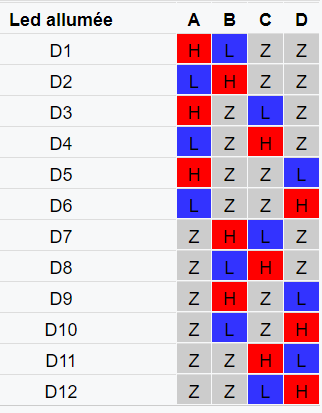 Led allumée A B C D
D1 H L Z Z
D2 L H Z Z
D3 H Z L Z
D4 L Z H Z
D5 H Z Z L
D6 L Z Z H
D7 Z H L Z
D8 Z L H Z
D9 Z H Z L
D10 Z L Z H
D11 Z Z H L
D12 Z Z L H